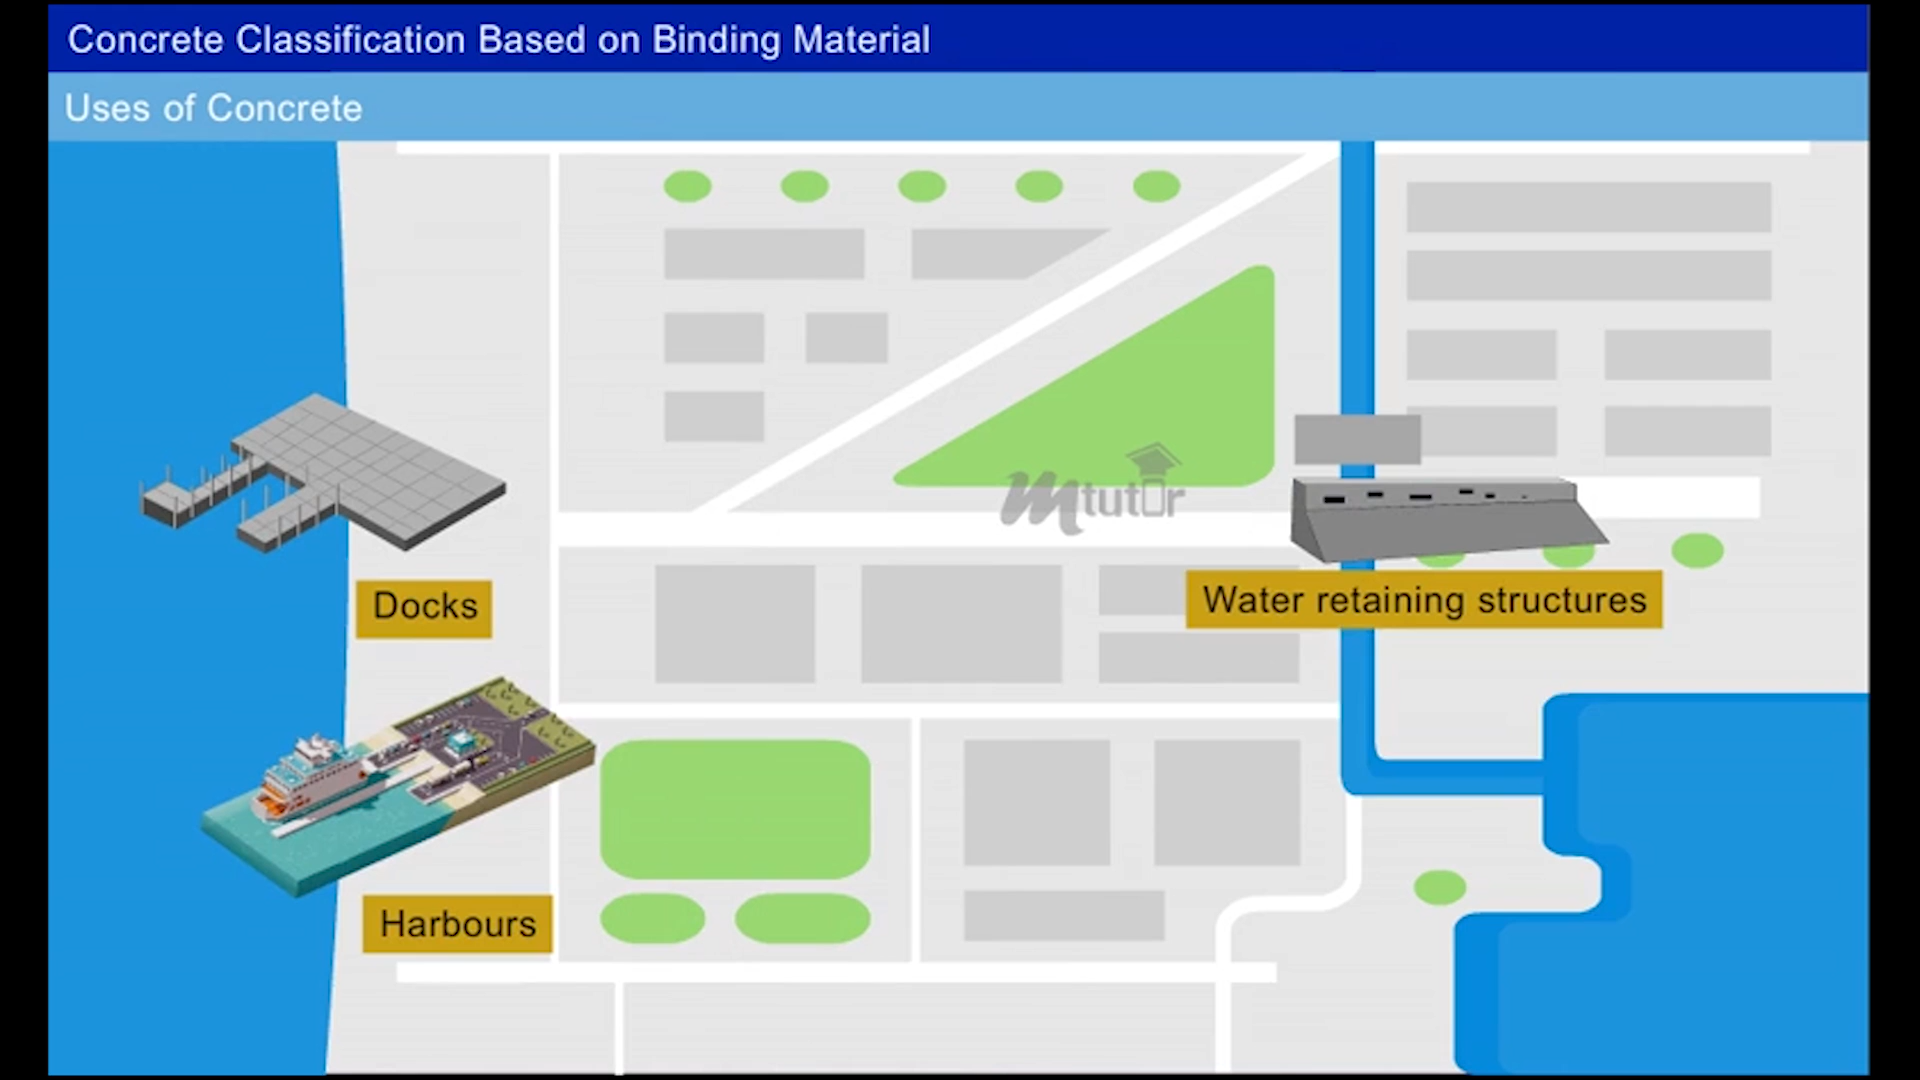 Concrete Classification Based on Binding Material
Uses of Concrete
mtutor
Docks
Water retaining structures
Harbours